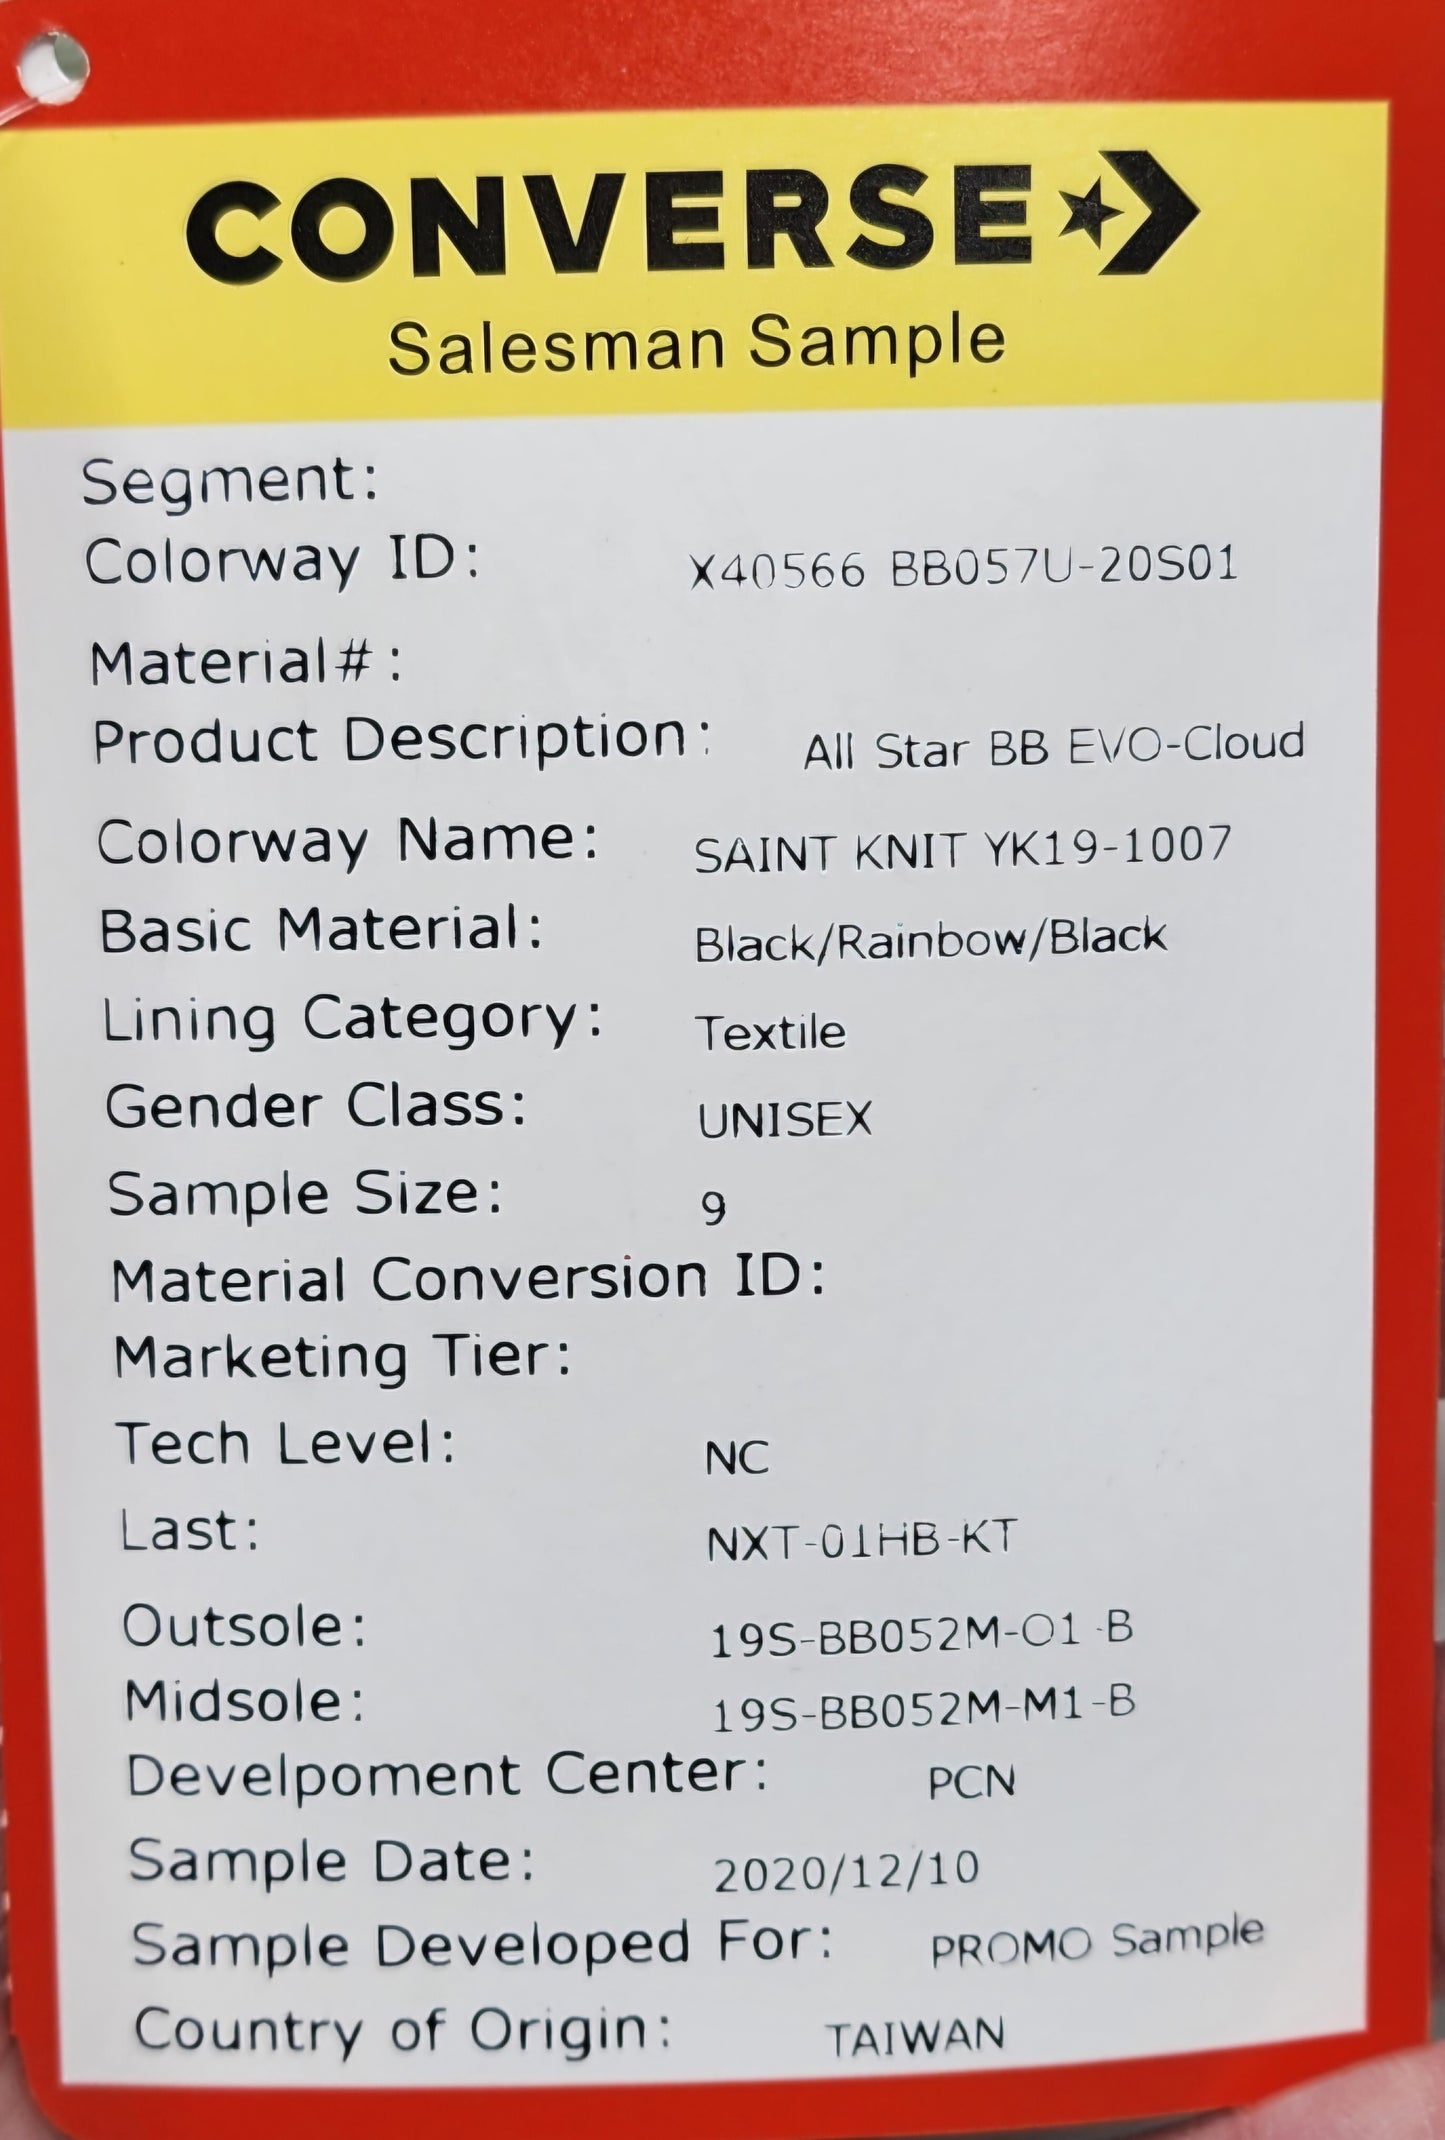 CONVERSE
Salesman Sample
Segment:
Colorway ID: X40566 BB057U-20S01
Material#:
Product Description: All Star BB EVO-Cloud
Colorway Name: SAINT KNIT YK19-1007
Basic Material: Black/Rainbow/Black
Lining Category: Textile
Gender Class: UNISEX
Sample Size: 9
Material Conversion ID:
Marketing Tier:
Tech Level: NC
Last: NXT-01HB-KT
Outsole: 19S-BB052M-O1-B
Midsole: 19S-BB052M-M1-B
Develpoment Center: PCN
Sample Date: 2020/12/10
Sample Developed For: PROMO Sample
Country of Origin: TAIWAN